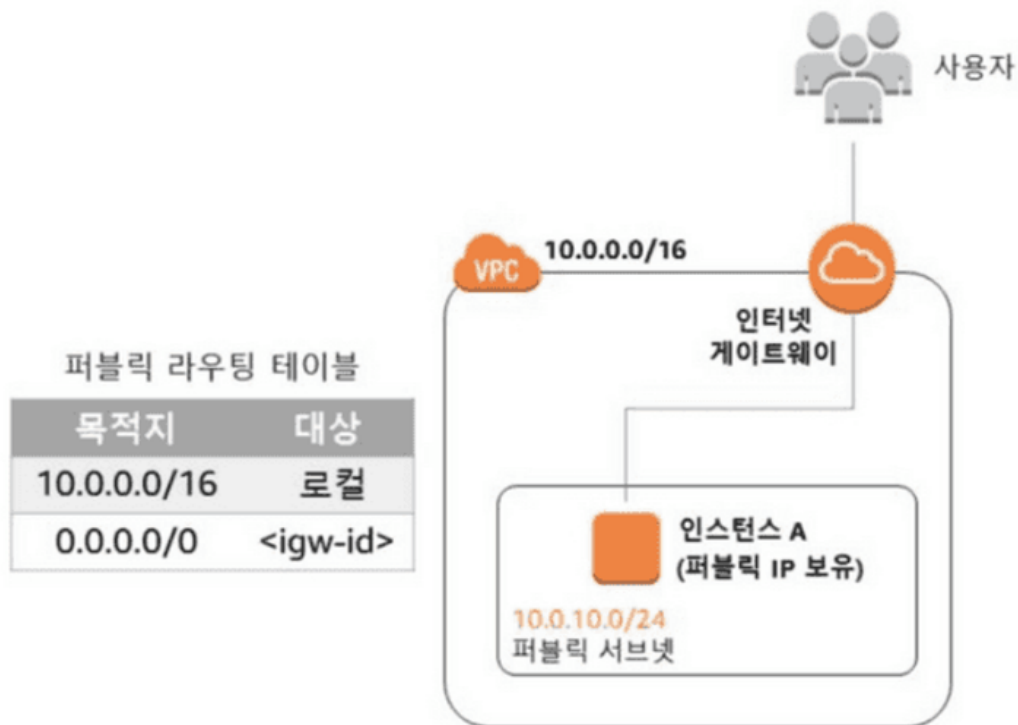 사용자
VPC
10.0.0.0/16
인터넷
게이트웨이
퍼블릭 라우팅 테이블
목적지 대상
10.0.0.0/16 로컬
0.0.0.0/0 <igw-id>
인스턴스 A
(퍼블릭 IP 보유)
10.0.10.0/24
퍼블릭 서브넷